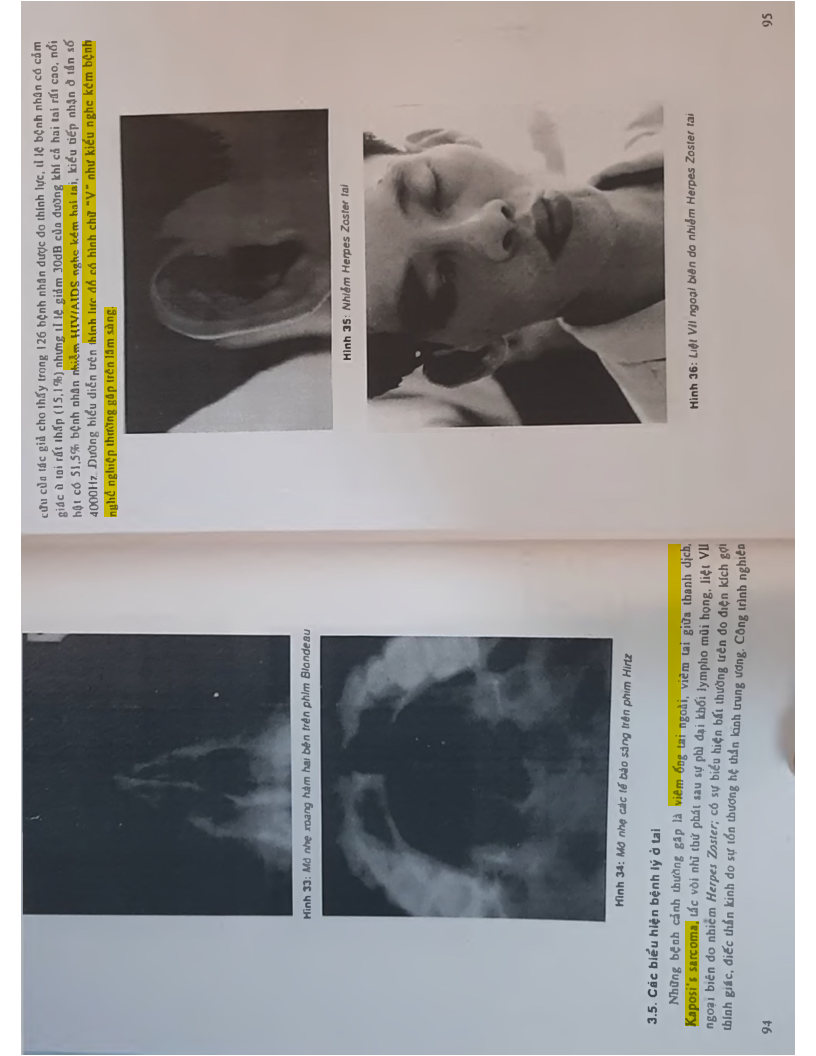 Hình 33: Mờ nhẹ xoang hàm hai bên trên phim Blondeau
Hình 34: Mờ nhẹ các tế bào sàng trên phim Hirtz
3.5. Các biểu hiện bệnh lý ở tai
Những bệnh cảnh thường gặp là viêm ống tai ngoài, viêm tai giữa thanh dịch,
Kaposi's sarcoma, tắc vòi nhĩ thứ phát sau sự phì đại khối lympho mũi họng, liệt VII
ngoại biên do nhiễm Herpes Zoster; có sự biểu hiện bất thường trên đo điện kích gợi
thính giác, điếc thần kinh do sự tổn thương hệ thần kinh trung ương. Công trình nghiên
94
cứu của tác giả cho thấy trong 126 bệnh nhân được đo thính lực, tỉ lệ bệnh nhân có cảm
giác ù tai rất thấp (15,1%) nhưng tỉ lệ giảm 30dB của đường khí cả hai tai rất cao, nổi
bật có 51,5% bệnh nhân nhiễm HIV/AIDS nghe kém hai tai, kiểu tiếp nhận ở tần số
4000Hz. Đường biểu diễn trên thính lực đồ có hình chữ "V" như kiểu nghe kém bệnh
nghề nghiệp thường gặp trên lâm sàng.
Hình 35: Nhiễm Herpes Zoster tai
Hình 36: Liệt VII ngoại biên do nhiễm Herpes Zoster tai
95